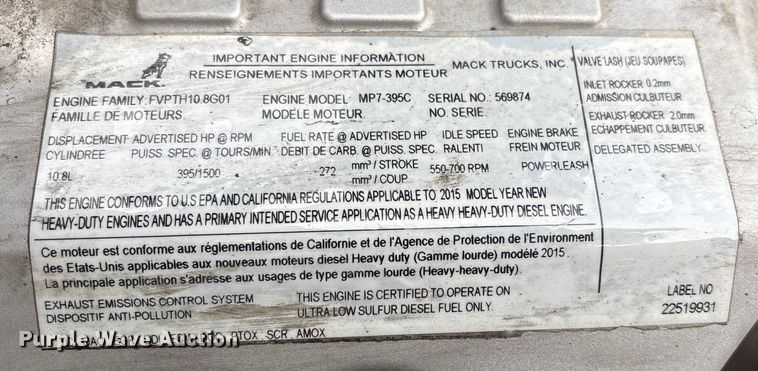 MACK.
IMPORTANT ENGINE INFORMATION
RENSEIGNEMENTS IMPORTANTS MOTEUR
MACK TRUCKS, INC.
ENGINE FAMILY: FVPTH10.8G01
FAMILLE DE MOTEURS.
ENGINE MODEL: MP7-395C
MODÈLE MOTEUR:
SERIAL NO.: 569874
NO. SERIE.
DISPLACEMENT ADVERTISED HP @ RPM FUEL RATE @ ADVERTISED HP IDLE SPEED ENGINE BRAKE
CYLINDREE PUISS. SPEC. @ TOURS/MIN. DEBIT DE CARB. @ PUISS. SPEC. RALENTI FREIN MOTEUR
10.8L 395/1500 272 mm³ / STROKE 550-700 RPM POWERLEASH
mm³ / COUP
THIS ENGINE CONFORMS TO U.S EPA AND CALIFORNIA REGULATIONS APPLICABLE TO 2015 MODEL YEAR NEW
HEAVY-DUTY ENGINES AND HAS A PRIMARY INTENDED SERVICE APPLICATION AS A HEAVY HEAVY-DUTY DIESEL ENGINE.
Ce moteur est conforme aux réglementations de Californie et de l'Agence de Protection de l'Environment
des Etats-Unis applicables aux nouveaux moteurs diesel Heavy duty (Gamme lourde) modélé 2015.
La principale application s'adresse aux usages de type gamme lourde (Heavy-heavy-duty).
EXHAUST EMISSIONS CONTROL SYSTEM
DISPOSITIF ANTI-POLLUTION
THIS ENGINE IS CERTIFIED TO OPERATE ON
ULTRA LOW SULFUR DIESEL FUEL ONLY.
LABEL NO
22519931
PTOX, SCR, AMOX
VALVE LASH (JEU SOUPAPES)
INLET ROCKER 0.2mm
ADMISSION CULBUTEUR
EXHAUST ROCKER 2.0mm
ECHAPPEMENT CULBUTEUR
DELEGATED ASSEMBLY
Purple Wave Auction